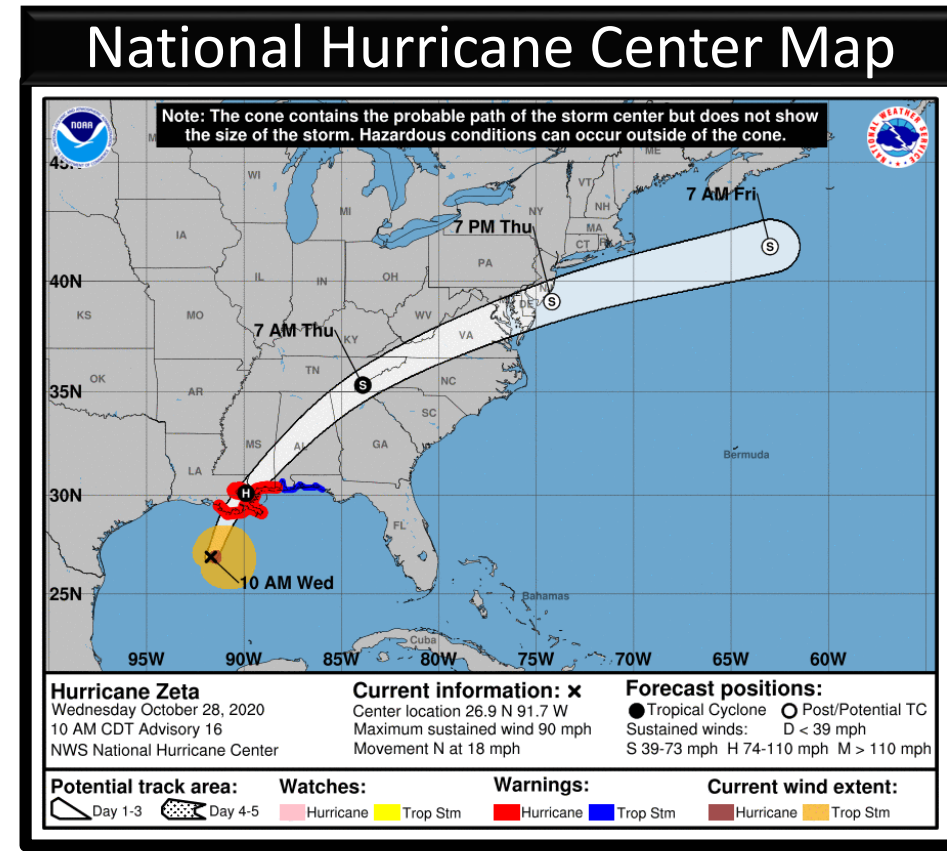 National Hurricane Center Map
Note: The cone contains the probable path of the storm center but does not show
the size of the storm. Hazardous conditions can occur outside of the cone.
NOAA
NATIONAL WEATHER SERVICE
ME
WI
VT
7 AM Fri
NH
MI
NY
7 PM Thu
MA
IA
CT
RI
PA
40N
IL
IN
OH
DE
KS
MO
WV
7 AM Thu
KY
VA
S
S
S
TN
OK
35N
AR
NC
SC
MS
AL
GA
Bermuda
LA
30N
H
FL
10 AM Wed
25N
Bahamas
Cuba
95W
90W
85W
80W
75W
70W
65W
60W
Hurricane Zeta
Wednesday October 28, 2020
10 AM CDT Advisory 16
NWS National Hurricane Center
Current information: x
Center location 26.9 N 91.7 W
Maximum sustained wind 90 mph
Movement N at 18 mph
Forecast positions:
Tropical Cyclone Post/Potential TC
Sustained winds: D < 39 mph
S 39-73 mph H 74-110 mph M > 110 mph
Potential track area:
Day 1-3 Day 4-5
Watches:
Hurricane Trop Stm
Warnings:
Hurricane Trop Stm
Current wind extent:
Hurricane Trop Stm